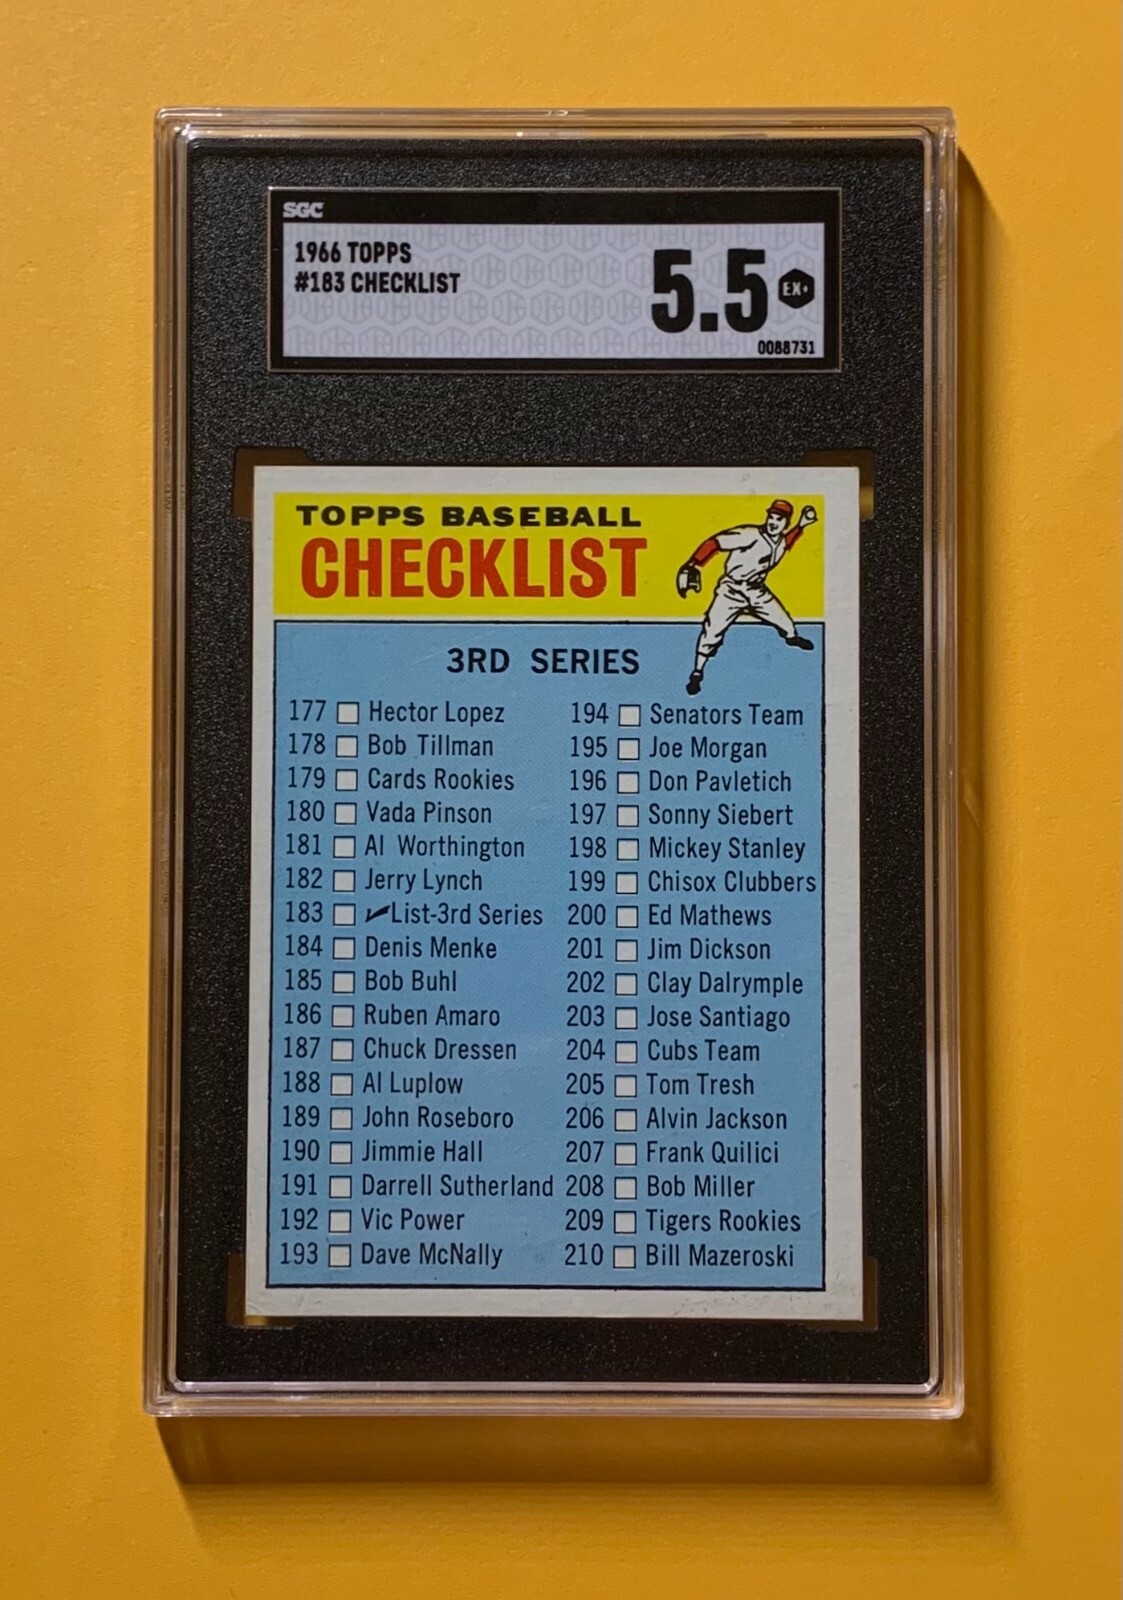 SGC
1966 TOPPS
#183 CHECKLIST
5.5 EX+
0088731
TOPPS BASEBALL
CHECKLIST
3RD SERIES
177 Hector Lopez
178 Bob Tillman
179 Cards Rookies
180 Vada Pinson
181 Al Worthington
182 Jerry Lynch
183 List-3rd Series
184 Denis Menke
185 Bob Buhl
186 Ruben Amaro
187 Chuck Dressen
188 Al Luplow
189 John Roseboro
190 Jimmie Hall
191 Darrell Sutherland
192 Vic Power
193 Dave McNally
194 Senators Team
195 Joe Morgan
196 Don Pavletich
197 Sonny Siebert
198 Mickey Stanley
199 Chisox Clubbers
200 Ed Mathews
201 Jim Dickson
202 Clay Dalrymple
203 Jose Santiago
204 Cubs Team
205 Tom Tresh
206 Alvin Jackson
207 Frank Quilici
208 Bob Miller
209 Tigers Rookies
210 Bill Mazeroski